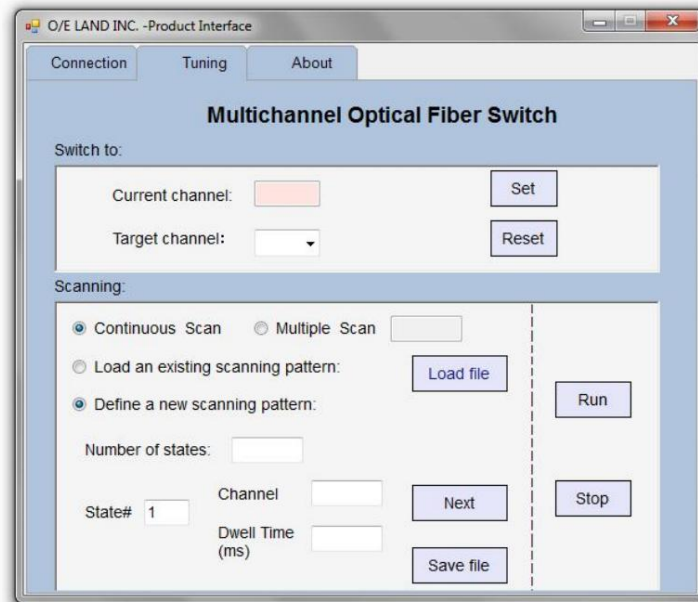 O/E LAND INC. -Product Interface
Connection
Tuning
About
Multichannel Optical Fiber Switch
Switch to:
Current channel:
Set
Target channel:
Reset
Scanning:
Continuous Scan
Multiple Scan
Load an existing scanning pattern:
Load file
Define a new scanning pattern:
Run
Number of states:
State# 1
Channel
Next
Stop
Dwell Time
(ms)
Save file